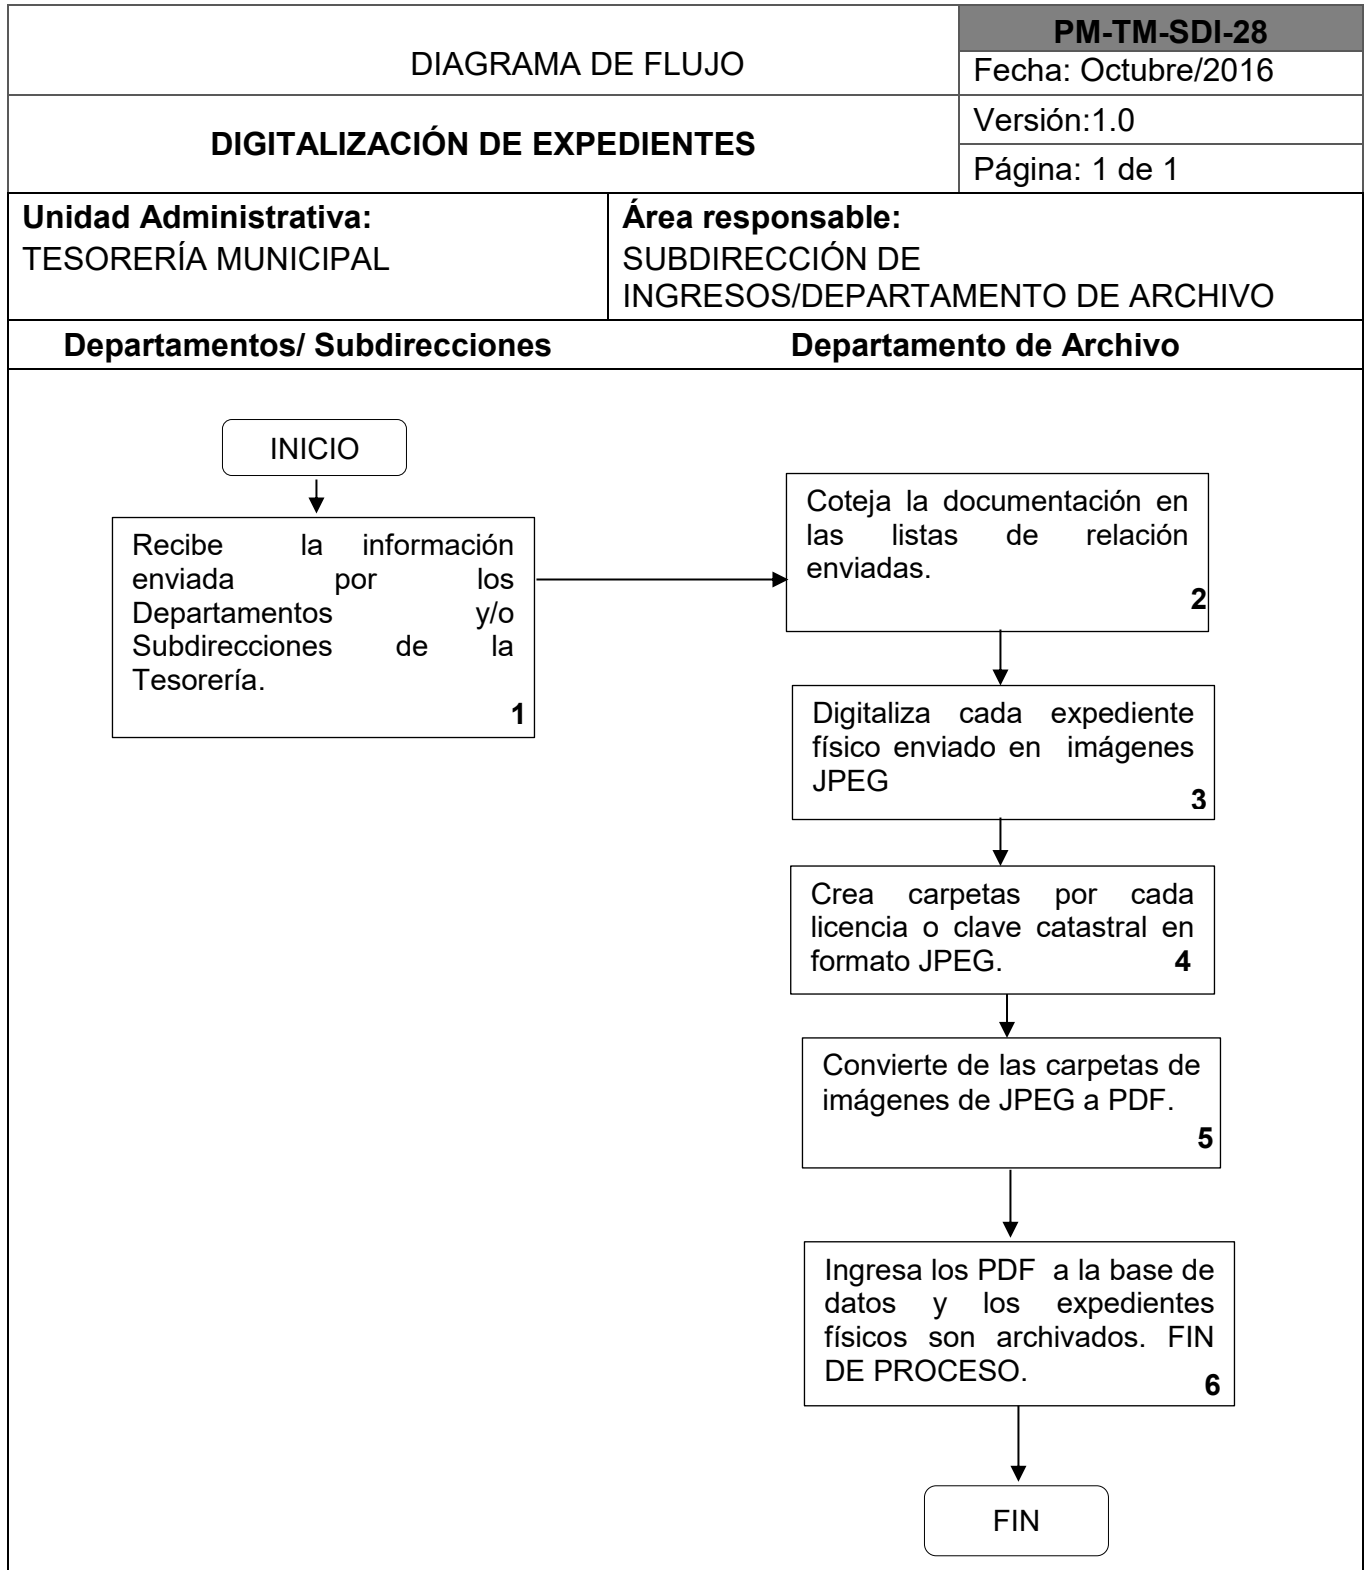 DIAGRAMA DE FLUJO
PM-TM-SDI-28
Fecha: Octubre/2016
DIGITALIZACIÓN DE EXPEDIENTES
Versión:1.0
Página: 1 de 1
Unidad Administrativa:
TESORERÍA MUNICIPAL
Área responsable:
SUBDIRECCIÓN DE
INGRESOS/DEPARTAMENTO DE ARCHIVO
Departamentos/ Subdirecciones
Departamento de Archivo
INICIO
Recibe la información
enviada por los
Departamentos y/o
Subdirecciones de la
Tesorería.
1
Coteja la documentación en
las listas de relación
enviadas.
2
Digitaliza cada expediente
físico enviado en imágenes
JPEG
3
Crea carpetas por cada
licencia o clave catastral en
formato JPEG. 4
Convierte de las carpetas de
imágenes de JPEG a PDF.
5
Ingresa los PDF a la base de
datos y los expedientes
físicos son archivados. FIN
DE PROCESO.
6
FIN